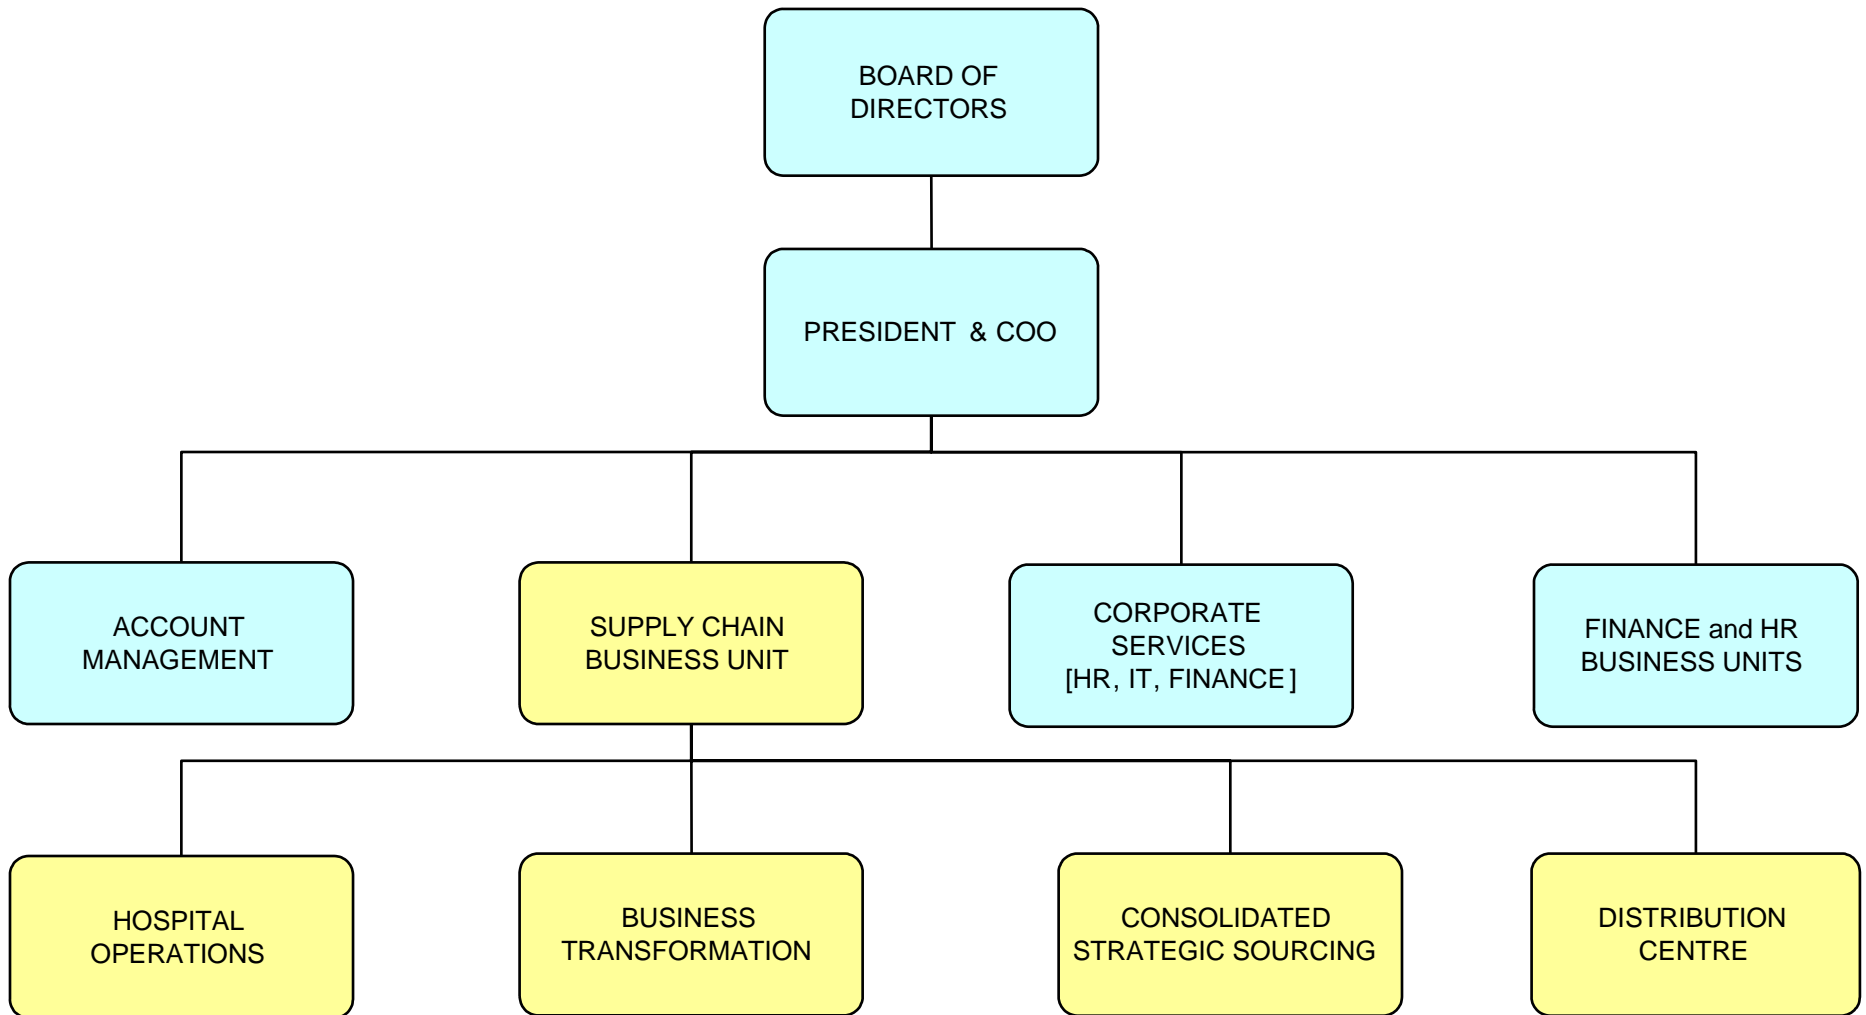 BOARD OF
DIRECTORS
PRESIDENT & COO
ACCOUNT
MANAGEMENT
SUPPLY CHAIN
BUSINESS UNIT
CORPORATE
SERVICES
[HR, IT, FINANCE]
FINANCE and HR
BUSINESS UNITS
HOSPITAL
OPERATIONS
BUSINESS
TRANSFORMATION
CONSOLIDATED
STRATEGIC SOURCING
DISTRIBUTION
CENTRE